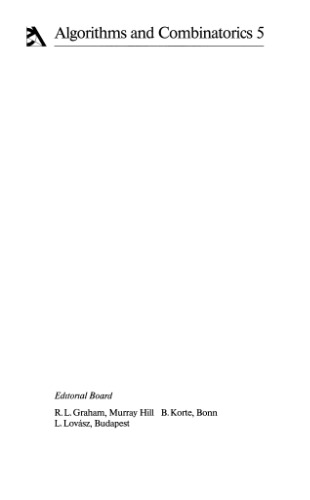 Algorithms and Combinatorics 5
Editorial Board
R. L. Graham, Murray Hill B. Korte, Bonn
L. Lovász, Budapest